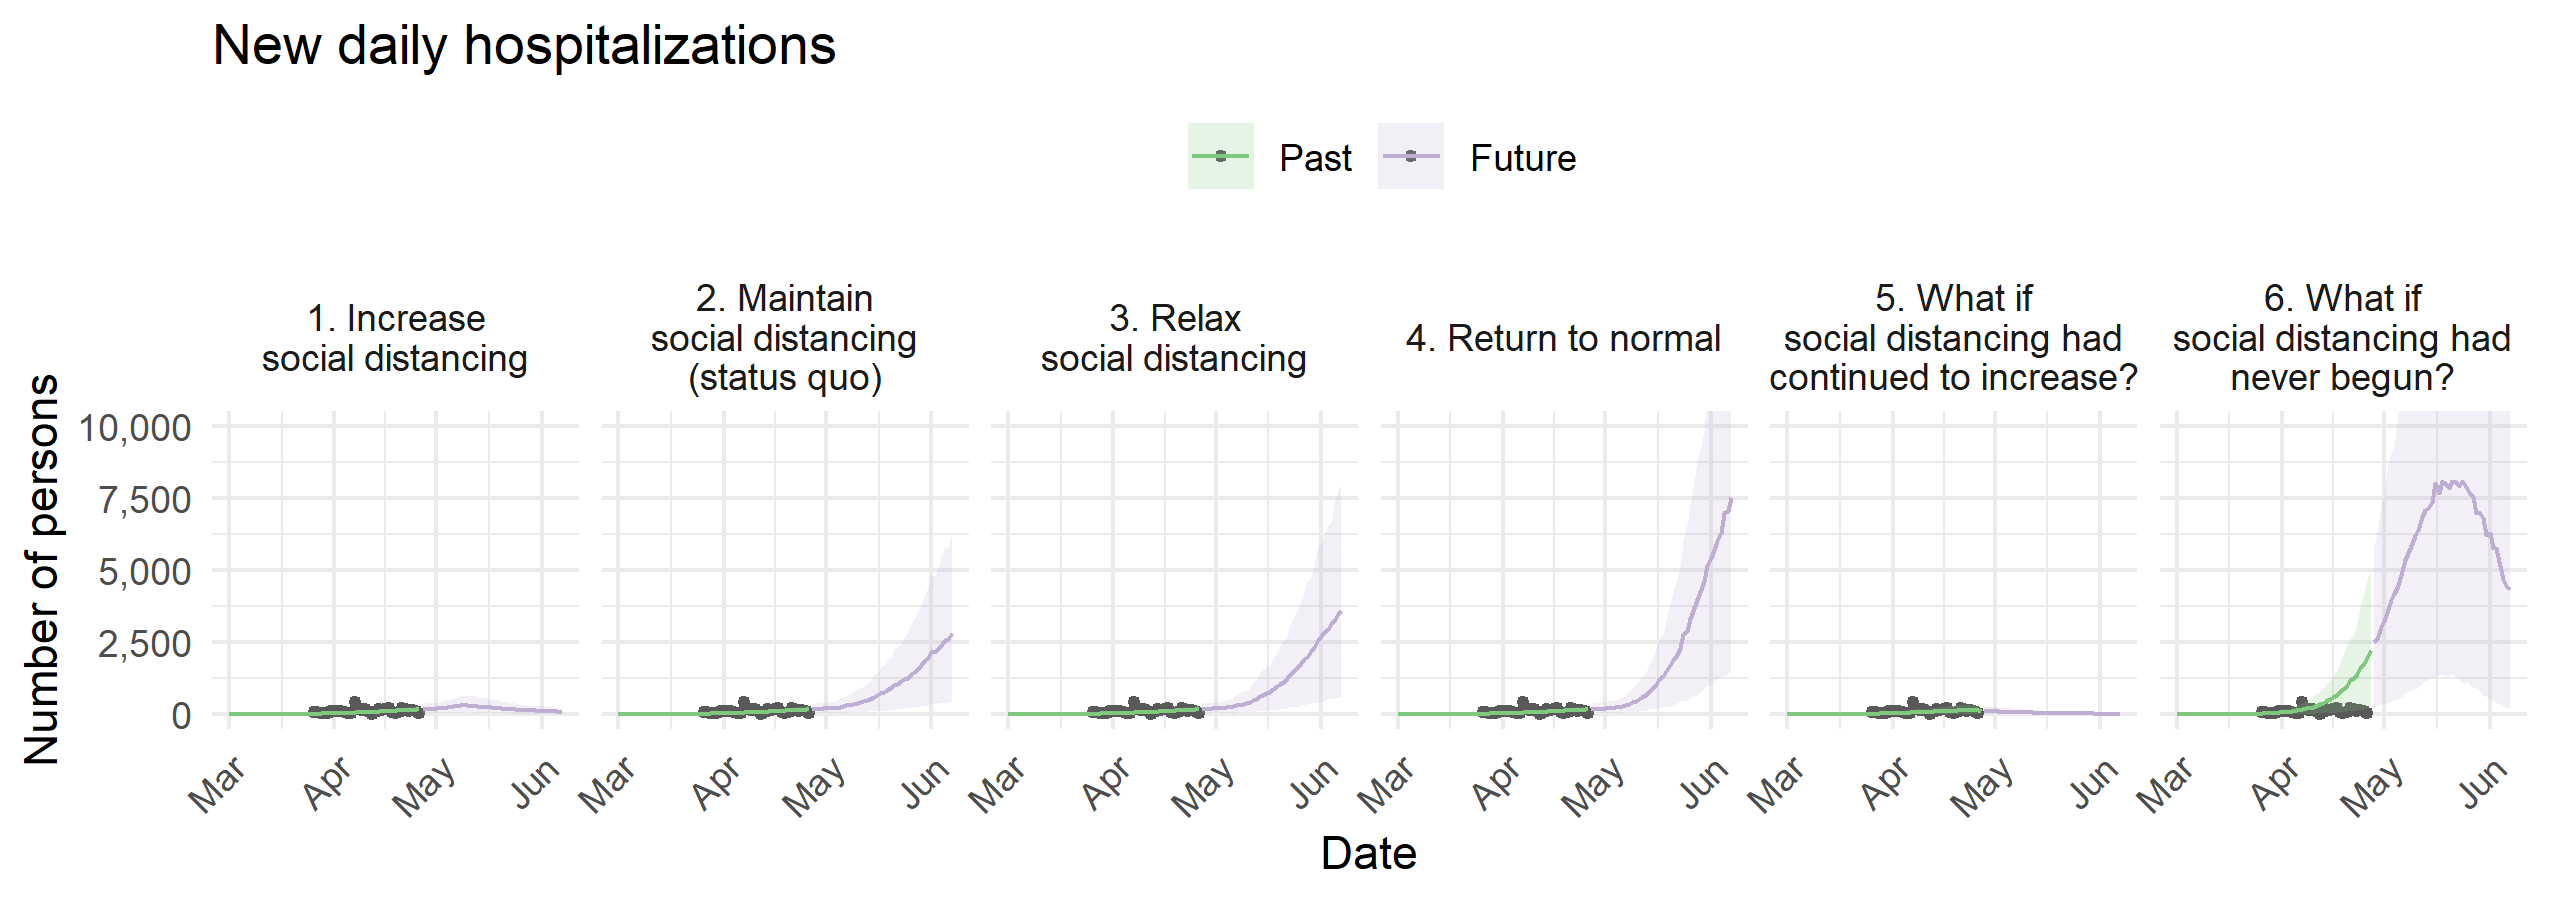 New daily hospitalizations
Past
Future
1. Increase
social distancing
2. Maintain
social distancing
(status quo)
3. Relax
social distancing
4. Return to normal
5. What if
social distancing had
continued to increase?
6. What if
social distancing had
never begun?
Number of persons
10,000
7,500
5,000
2,500
0
Mar Apr May Jun
Mar Apr May Jun
Mar Apr May Jun
Mar Apr May Jun
Mar Apr May Jun
Mar Apr May Jun
Date